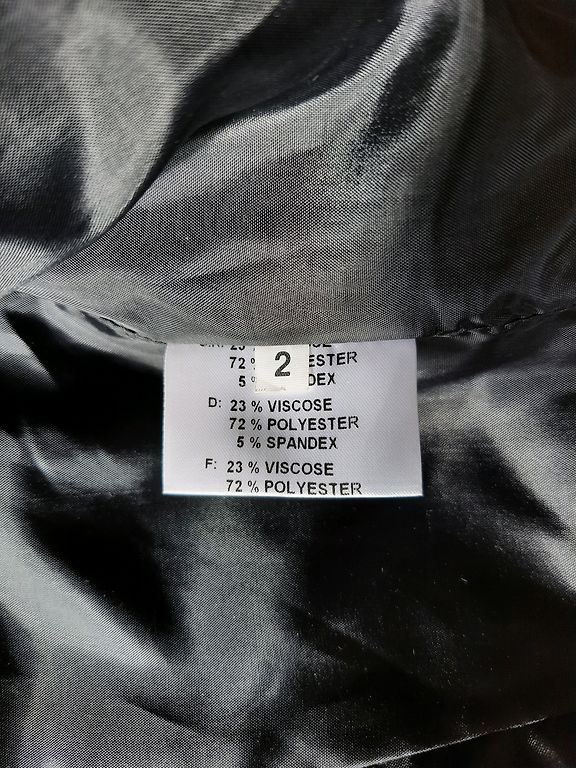 72 %
2
5 %
D: 23 % VISCOSE
72 % POLYESTER
5 % SPANDEX
F: 23 % VISCOSE
72 % POLYESTER